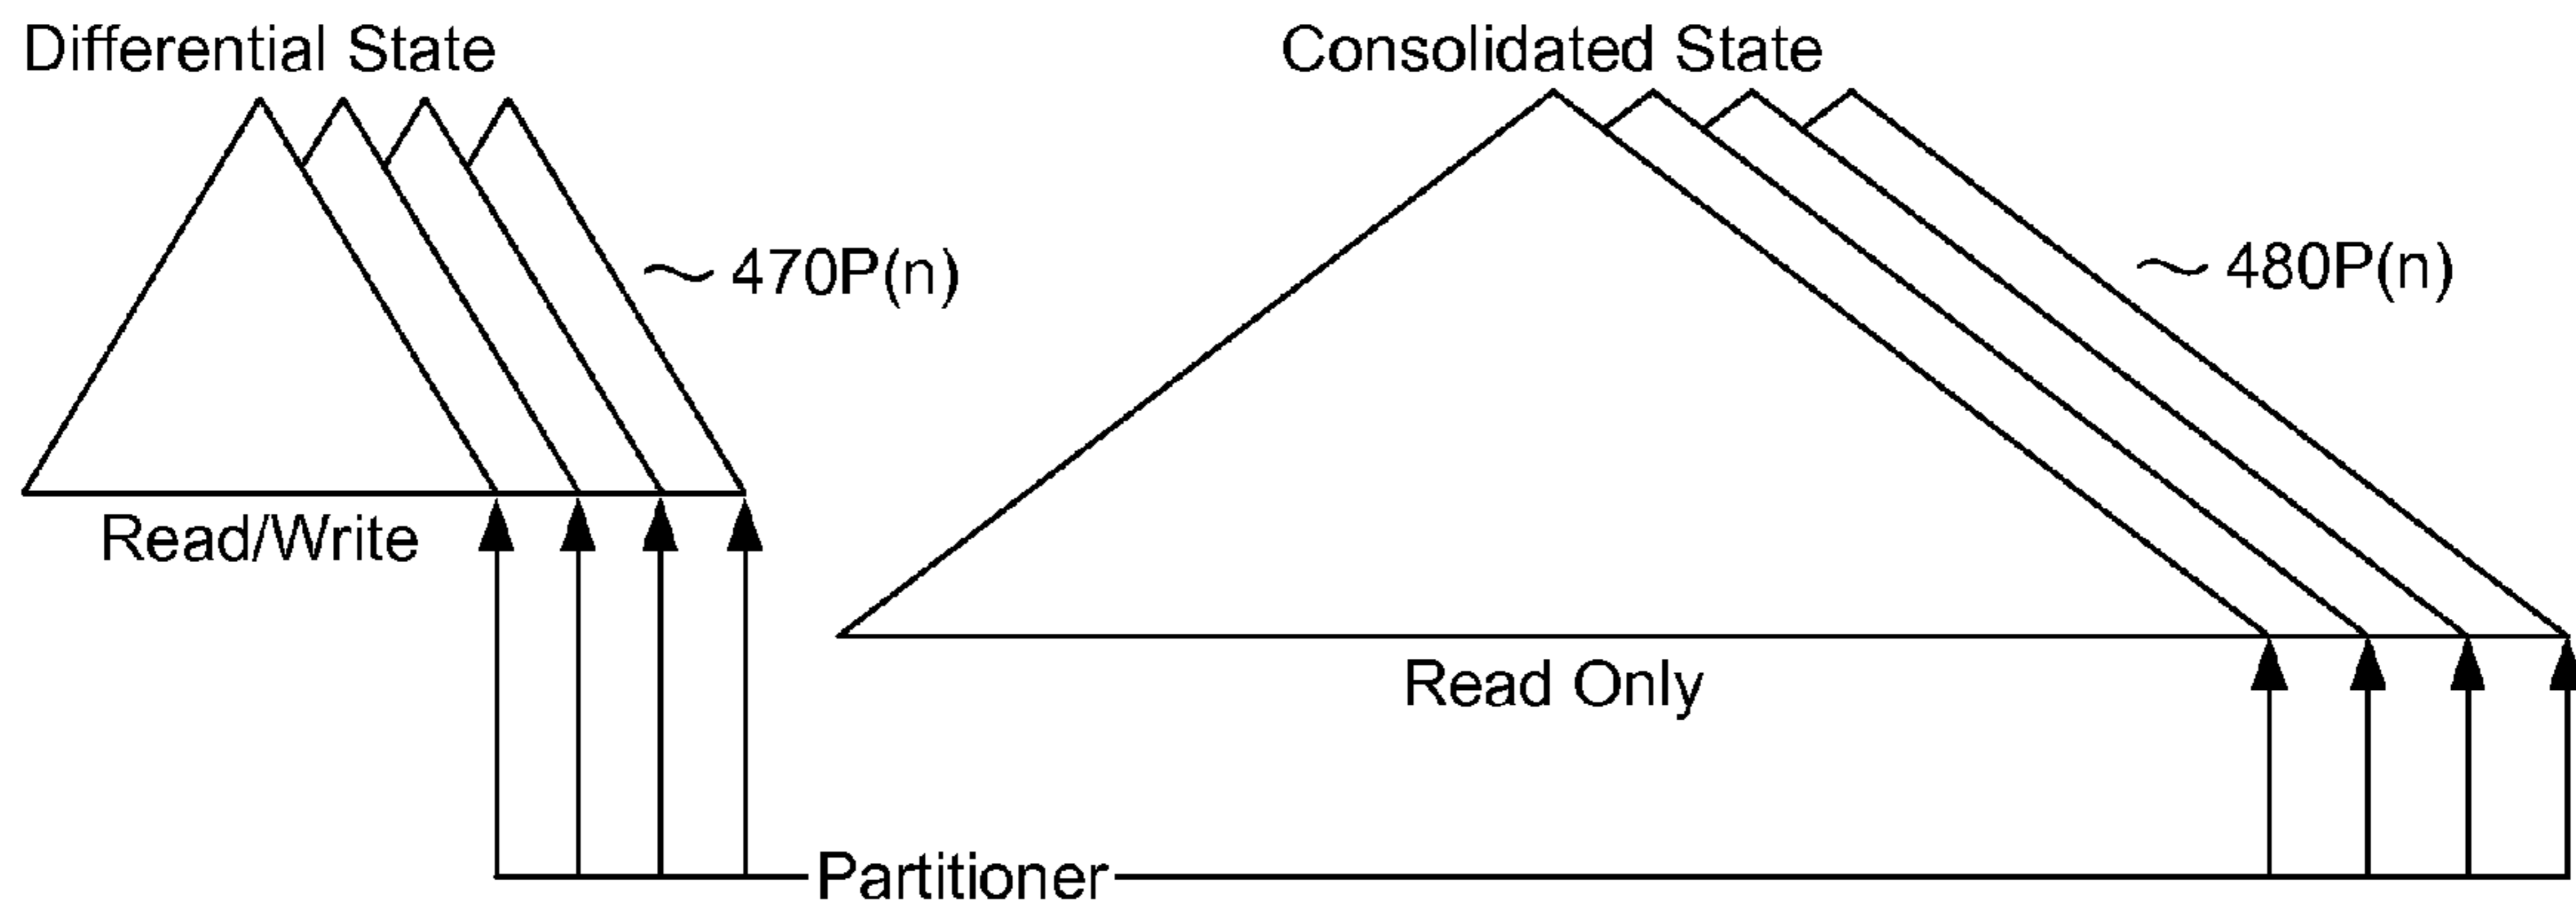 Differential State
Consolidated State
470P(n)
480P(n)
Read/Write
Read Only
Partitioner